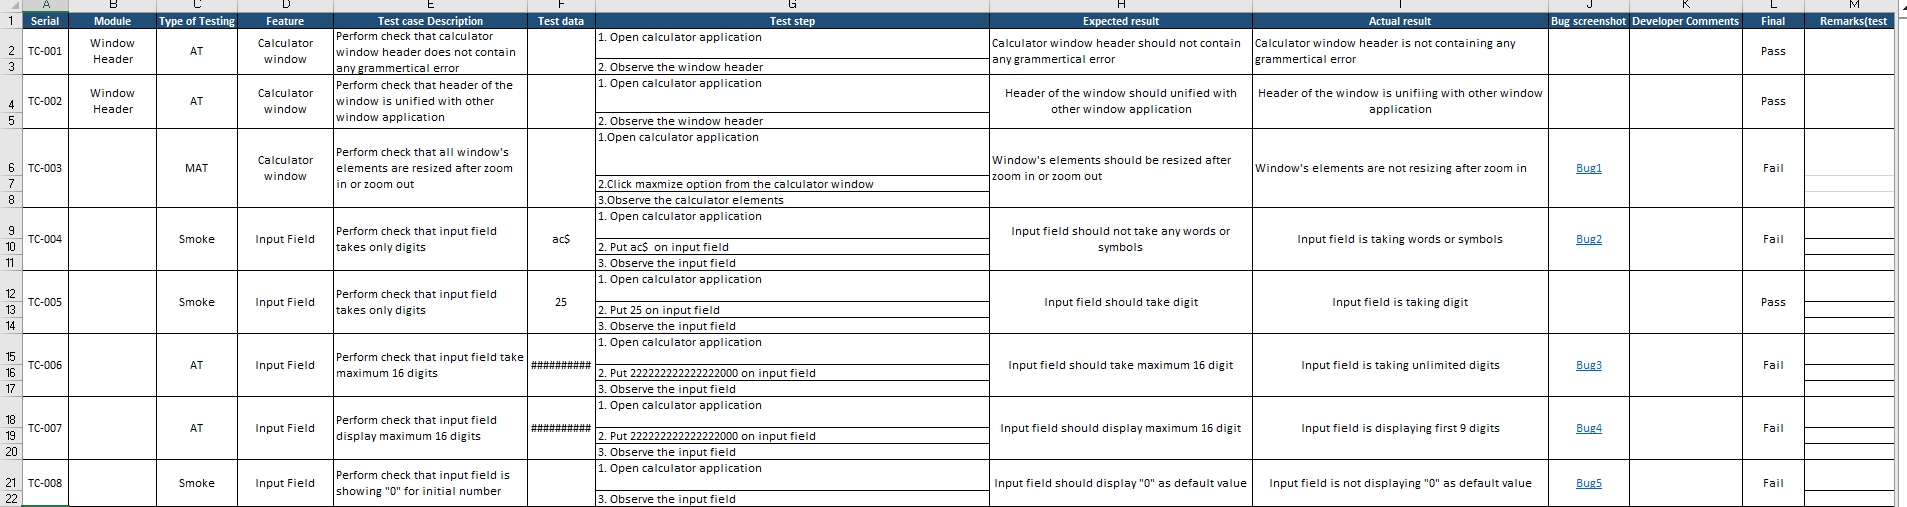 A B C D E F G H I J K L M
1 Serial Module Type of Testing Feature Test case Description Test data Test step Expected result Actual result Bug screenshot Developer Comments Final Remarks(test
2
3
TC-001
Window
Header
AT
Calculator
window
Perform check that calculator
window header does not contain
any grammertical error
1. Open calculator application
2. Observe the window header
Calculator window header should not contain
any grammertical error
Calculator window header is not containing any
grammertical error
Pass
4
5
TC-002
Window
Header
AT
Calculator
window
Perform check that header of the
window is unified with other
window application
1. Open calculator application
2. Observe the window header
Header of the window should unified with
other window application
Header of the window is unifiing with other window
application
Pass
6
7
8
TC-003
MAT
Calculator
window
Perform check that all window's
elements are resized after zoom
in or zoom out
1.Open calculator application
2.Click maxmize option from the calculator window
3.Observe the calculator elements
Window's elements should be resized after
zoom in or zoom out
Window's elements are not resizing after zoom in
Bug1
Fail
9
10
11
TC-004
Smoke
Input Field
Perform check that input field
takes only digits
ac$
1. Open calculator application
2. Put ac$ on input field
3. Observe the input field
Input field should not take any words or
symbols
Input field is taking words or symbols
Bug2
Fail
12
13
14
TC-005
Smoke
Input Field
Perform check that input field
takes only digits
25
1. Open calculator application
2. Put 25 on input field
3. Observe the input field
Input field should take digit
Input field is taking digit
Pass
15
16
17
TC-006
AT
Input Field
Perform check that input field take
maximum 16 digits
##########
1. Open calculator application
2. Put 222222222222222000 on input field
3. Observe the input field
Input field should take maximum 16 digit
Input field is taking unlimited digits
Bug3
Fail
18
19
20
TC-007
AT
Input Field
Perform check that input field
display maximum 16 digits
##########
1. Open calculator application
2. Put 222222222222222000 on input field
3. Observe the input field
Input field should display maximum 16 digit
Input field is displaying first 9 digits
Bug4
Fail
21
22
TC-008
Smoke
Input Field
Perform check that input field is
showing "0" for initial number
1. Open calculator application
3. Observe the input field
Input field should display "0" as default value
Input field is not displaying "0" as default value
Bug5
Fail